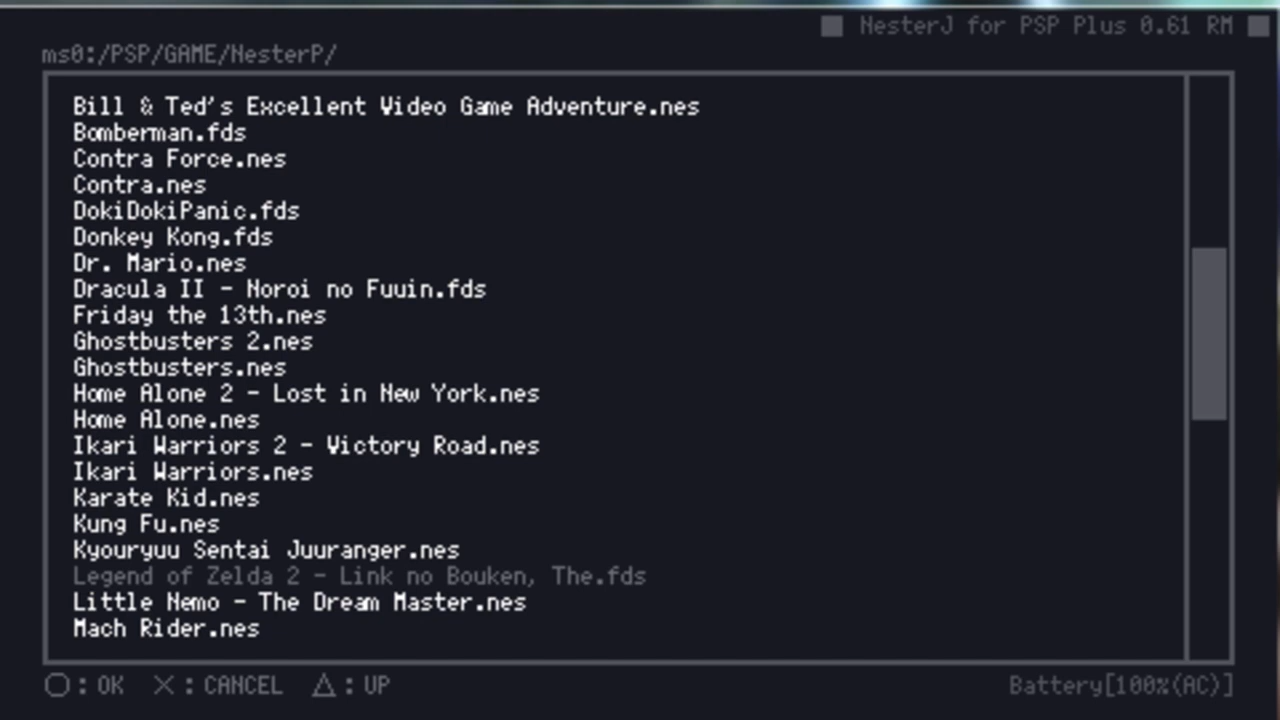 NesterJ for PSP Plus 0.61 RM
ms0:/PSP/GAME/NesterP/
Bill & Ted's Excellent Video Game Adventure.nes
Bomberman.fds
Contra Force.nes
Contra.nes
DokiDokiPanic.fds
Donkey Kong.fds
Dr. Mario.nes
Dracula II - Noroi no Fuuin.fds
Friday the 13th.nes
Ghostbusters 2.nes
Ghostbusters.nes
Home Alone 2 - Lost in New York.nes
Home Alone.nes
Ikari Warriors 2 - Victory Road.nes
Ikari Warriors.nes
Karate Kid.nes
Kung Fu.nes
Kyouryuu Sentai Juuranger.nes
Legend of Zelda 2 - Link no Bouken, The.fds
Little Nemo - The Dream Master.nes
Mach Rider.nes
○:OK ×:CANCEL △:UP Battery[100%(AC)]